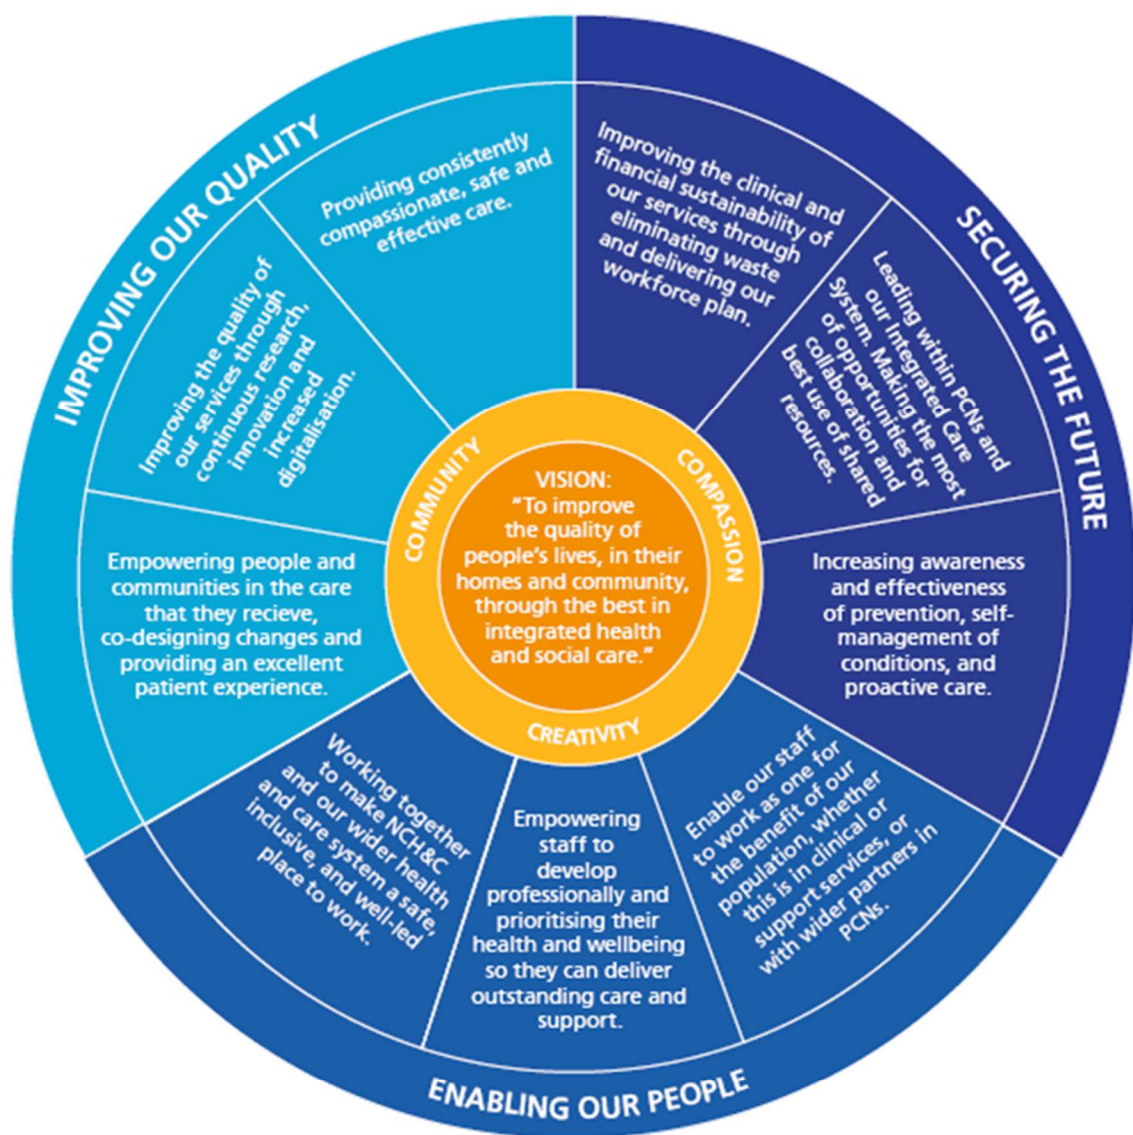 IMPROVING OUR QUALITY
Providing consistently
compassionate, safe and
effective care.
Improving the quality of
our services through
continuous research,
innovation and
increased
digitalisation.
Empowering people and
communities in the care
that they recieve,
co-designing changes and
providing an excellent
patient experience.
SECURING THE FUTURE
Improving the clinical and
financial sustainability of
our services through
eliminating waste
and delivering our
workforce plan.
Leading within PCNs and
our Integrated Care
System. Making the most
of opportunities for
collaboration and
best use of shared
resources.
Increasing awareness
and effectiveness
of prevention, self-
management of
conditions, and
proactive care.
ENABLING OUR PEOPLE
Working together
to make NCH&C
and our wider health
and care system a safe,
inclusive, and well-led
place to work.
Empowering
staff to
develop
professionally and
prioritising their
health and wellbeing
so they can deliver
outstanding care and
support.
Enable our staff
to work as one for
the benefit of our
population, whether
this is in clinical or
support services, or
with wider partners in
PCNs.
COMMUNITY
COMPASSION
CREATIVITY
VISION:
“To improve
the quality of
people’s lives, in their
homes and community,
through the best in
integrated health
and social care.”